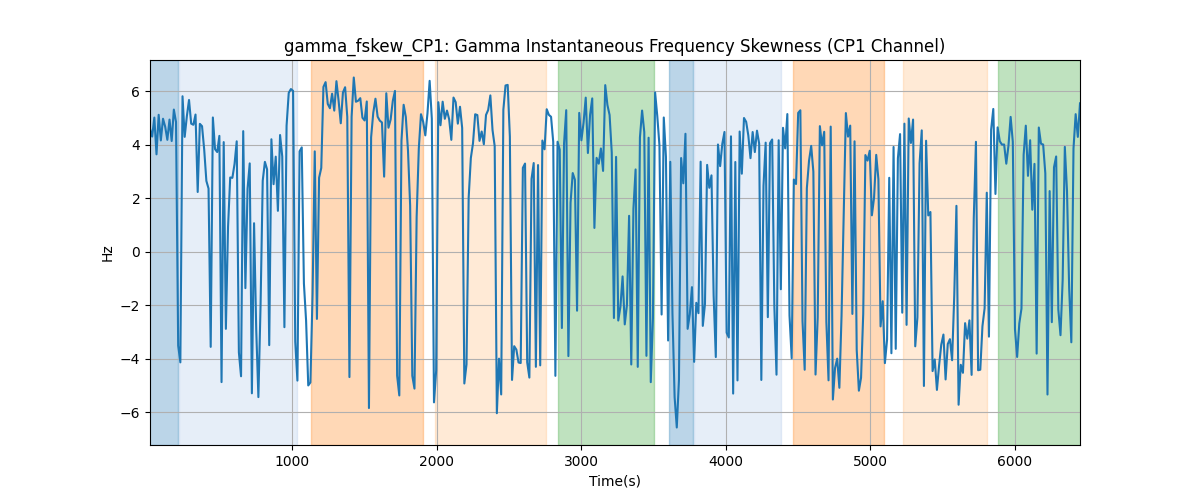 gamma_fskew_CP1: Gamma Instantaneous Frequency Skewness (CP1 Channel)
6
4
2
0
−2
−4
−6
Hz
1000 2000 3000 4000 5000 6000
Time(s)